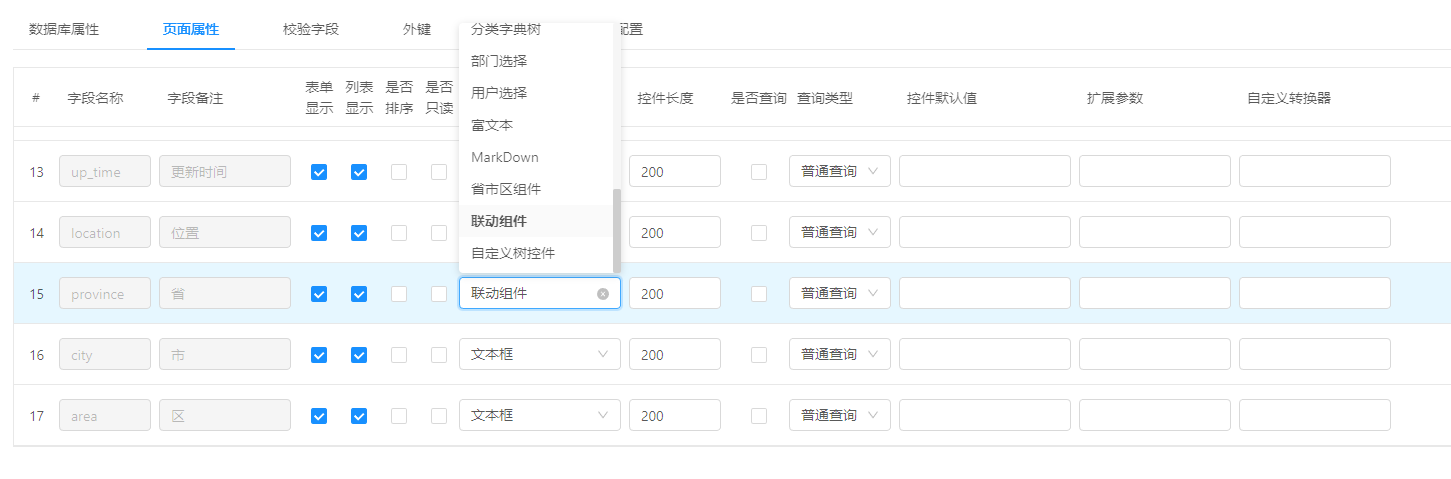 数据库属性 页面属性 校验字段 外键 配置
# 字段名称 字段备注 表单显示 列表显示 是否排序 是否只读 控件长度 是否查询 查询类型 控件默认值 扩展参数 自定义转换器
分类字典树
部门选择
用户选择
富文本
MarkDown
省市区组件
联动组件
自定义树控件
13 up_time 更新时间 200 普通查询
14 location 位置 200 普通查询
15 province 省 联动组件 200 普通查询
16 city 市 文本框 200 普通查询
17 area 区 文本框 200 普通查询